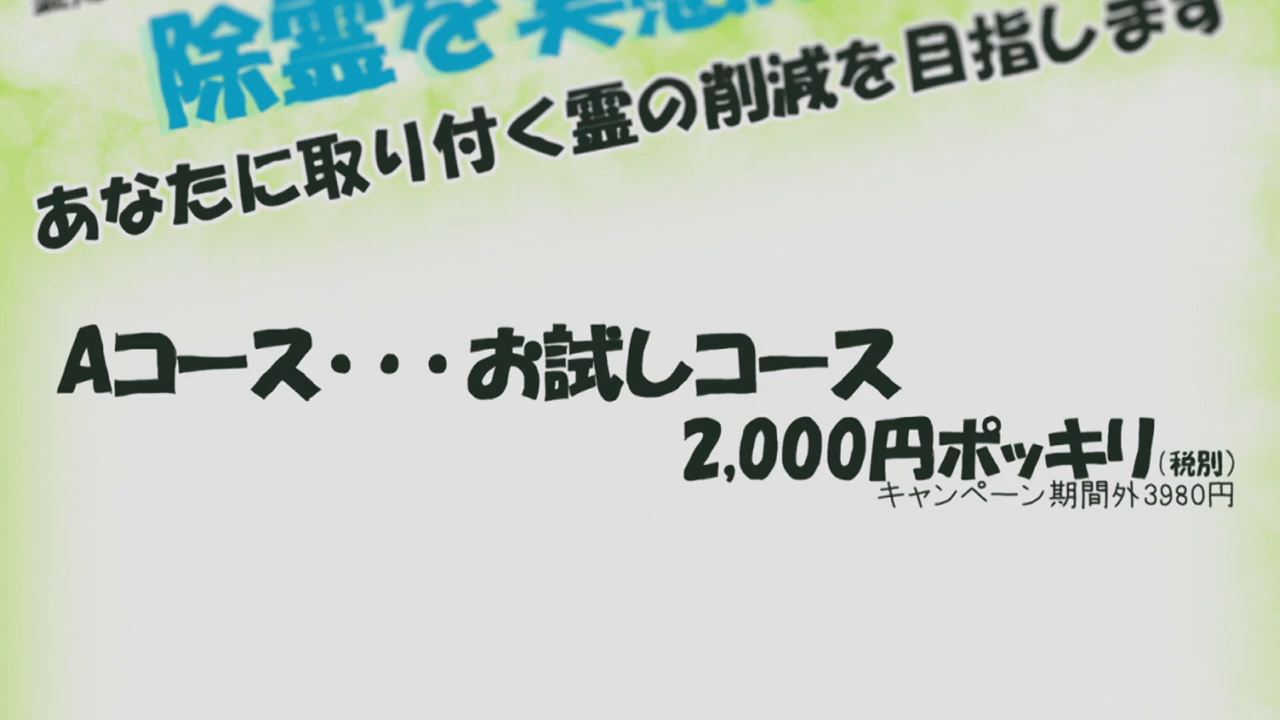 除霊を実感
あなたに取り付く霊の削減を目指します
Aコース・・・お試しコース
2,000円ポッキリ(税別)
キャンペーン期間外3980円